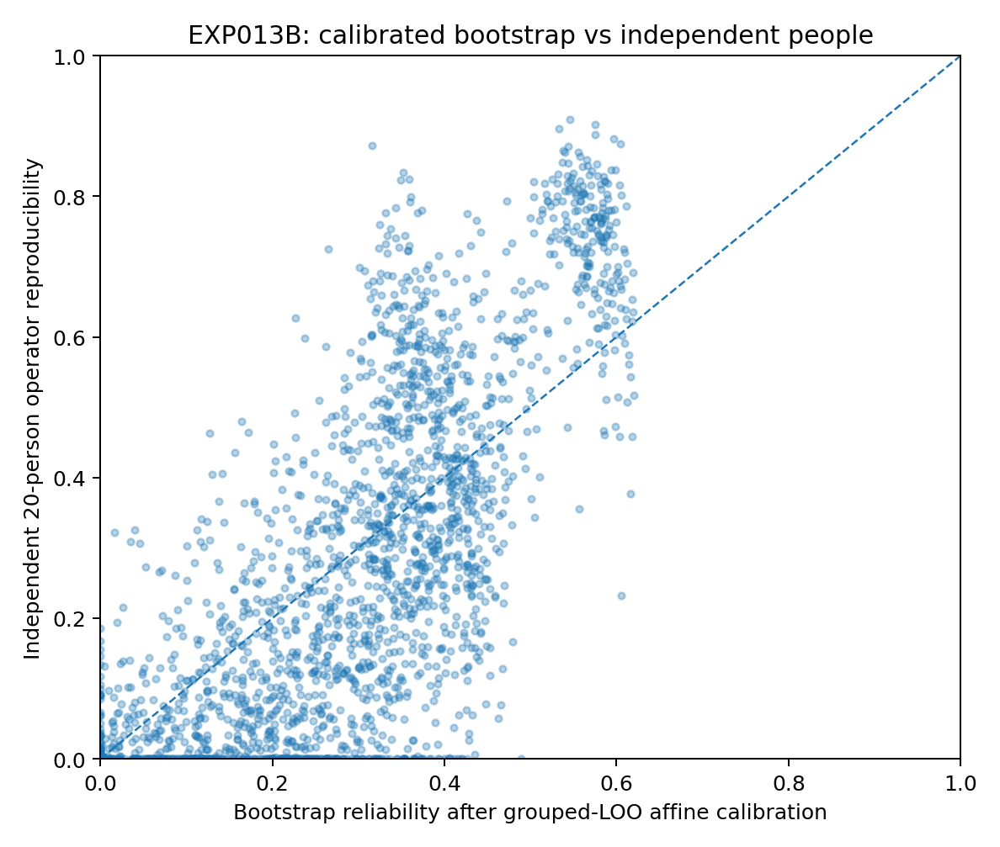 EXP013B: calibrated bootstrap vs independent people
1.0
0.8
0.6
0.4
0.2
0.0
Independent 20-person operator reproducibility
0.0 0.2 0.4 0.6 0.8 1.0
Bootstrap reliability after grouped-LOO affine calibration